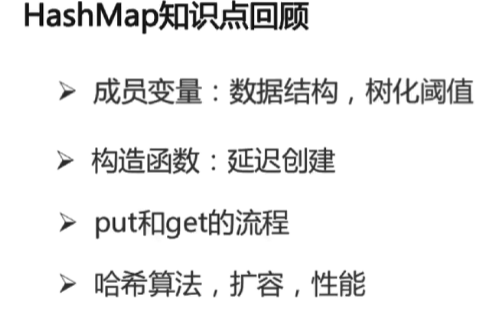 HashMap知识点回顾
➢ 成员变量：数据结构，树化阈值
➢ 构造函数：延迟创建
➢ put和get的流程
➢ 哈希算法，扩容，性能